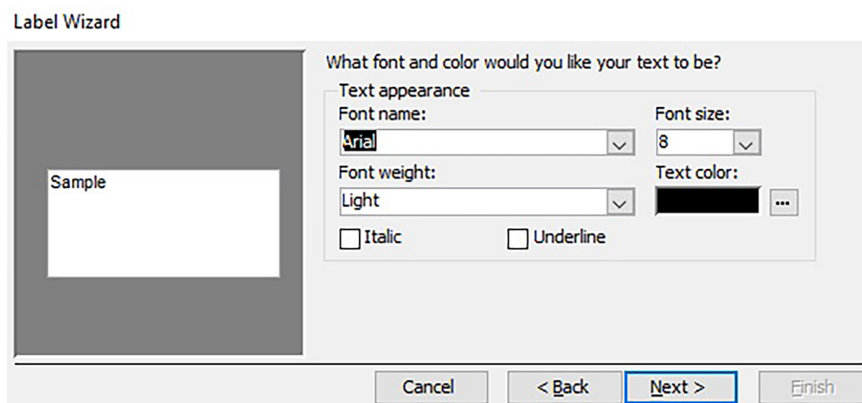 Label Wizard
What font and color would you like your text to be?
Text appearance
Font name:
Font size:
Arial
8
Sample
Font weight:
Text color:
Light
...
Italic
Underline
Cancel
< Back
Next >
Finish